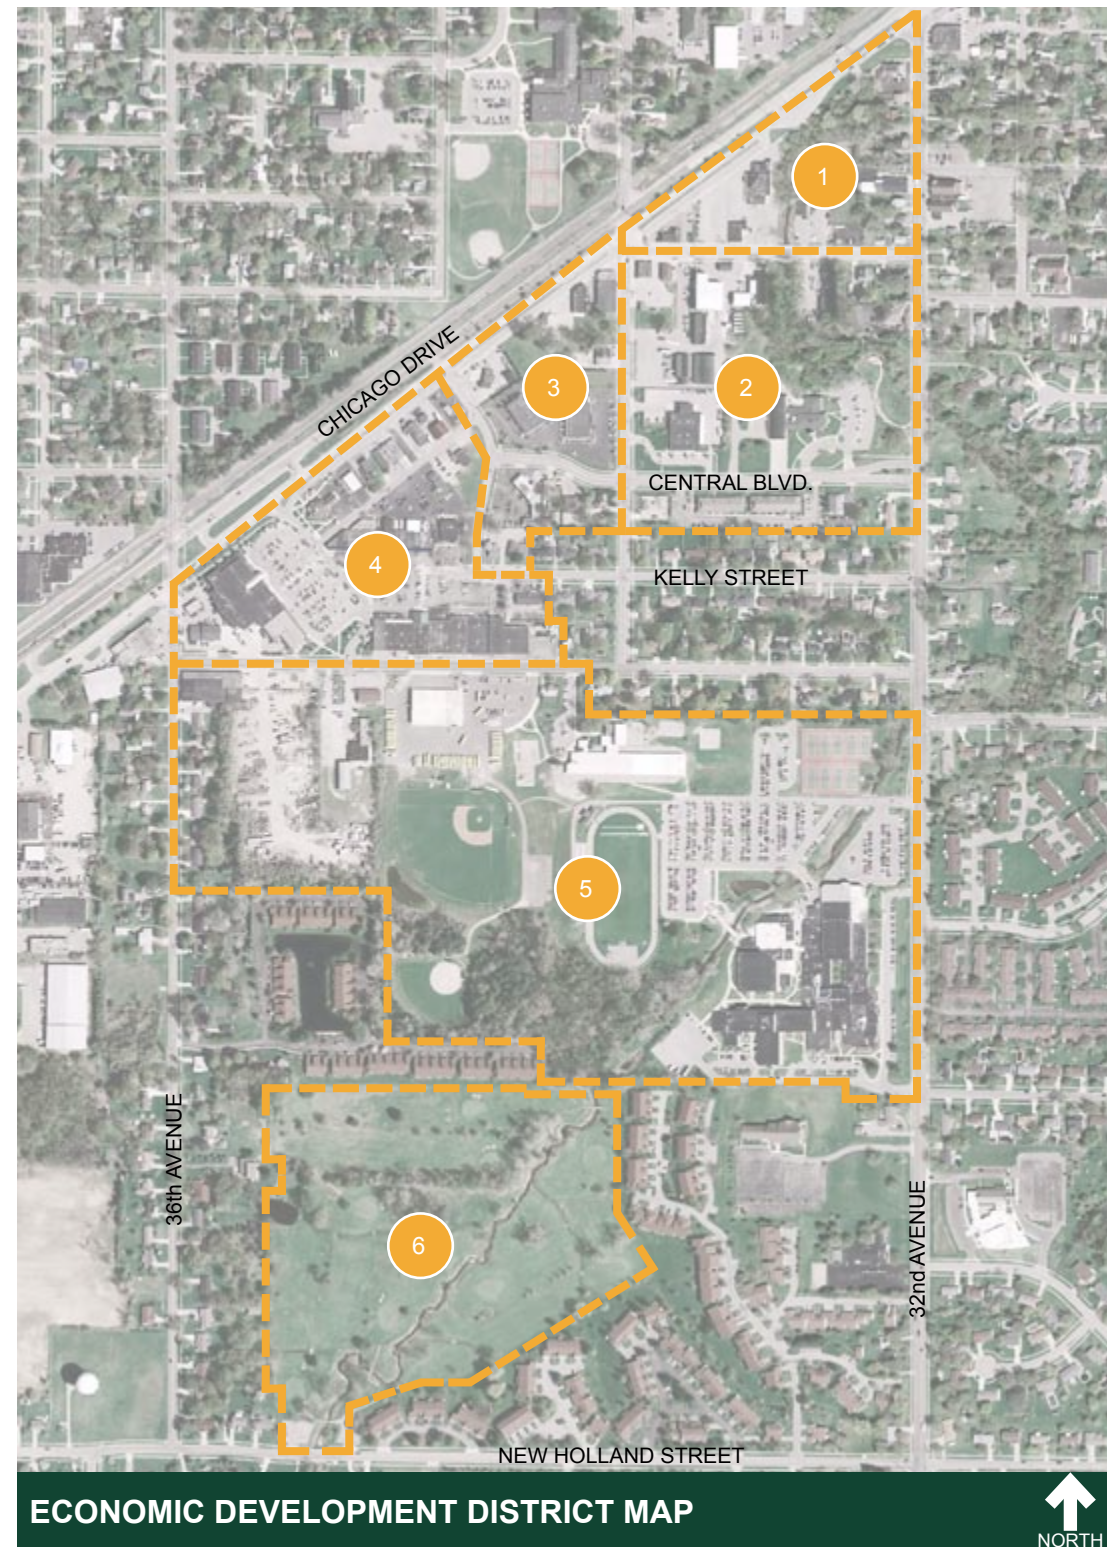 1
CHICAGO DRIVE
3
2
CENTRAL BLVD.
4
KELLY STREET
5
36th AVENUE
32nd AVENUE
6
NEW HOLLAND STREET
ECONOMIC DEVELOPMENT DISTRICT MAP
NORTH